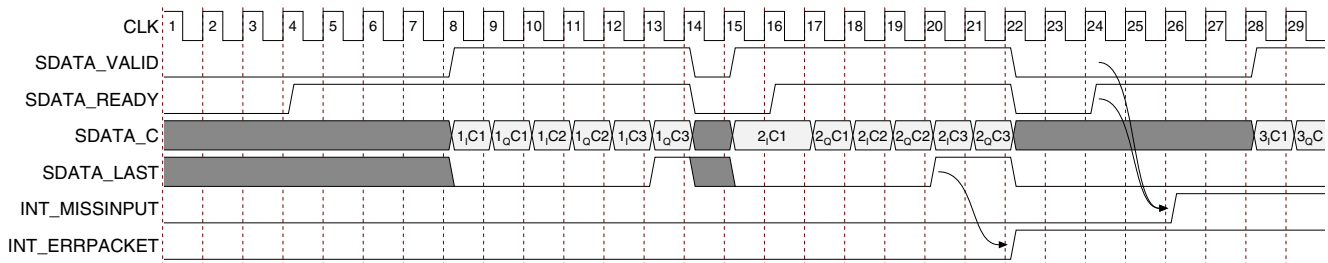 CLK 1 2 3 4 5 6 7 8 9 10 11 12 13 14 15 16 17 18 19 20 21 22 23 24 25 26 27 28 29
SDATA_VALID
SDATA_READY
SDATA_C 1IC1 1QC1 1IC2 1QC2 1IC3 1QC3 2IC1 2QC1 2IC2 2QC2 2IC3 2QC3 3IC1 3QC
SDATA_LAST
INT_MISSINPUT
INT_ERRPACKET